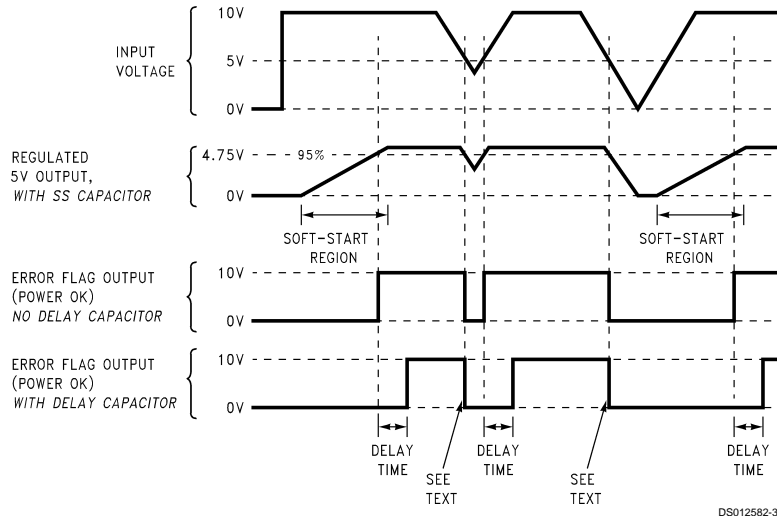 INPUT
VOLTAGE
10V
5V
0V
REGULATED
5V OUTPUT,
WITH SS CAPACITOR
4.75V
95%
0V
SOFT-START
REGION
SOFT-START
REGION
ERROR FLAG OUTPUT
(POWER OK)
NO DELAY CAPACITOR
10V
0V
ERROR FLAG OUTPUT
(POWER OK)
WITH DELAY CAPACITOR
10V
0V
DELAY
TIME
SEE
TEXT
DELAY
TIME
SEE
TEXT
DELAY
TIME
DS012582-3